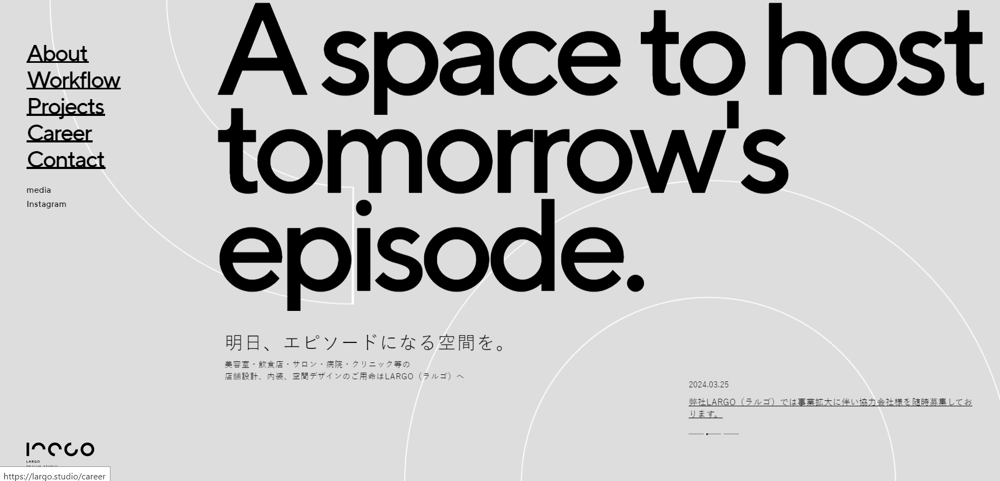 About
Workflow
Projects
Career
Contact
media
Instagram
A space to host
tomorrow's
episode.
明日、エピソードになる空間を。
美容室・飲食店・サロン・病院・クリニック等の
店舗設計、内装、空間デザインのご用命はLARGO（ラルゴ）へ
2024.03.25
弊社LARGO（ラルゴ）では事業拡大に伴い協力会社様を随時募集してお
ります。
LARGO
DESIGN STUDIO
https://largo.studio/career